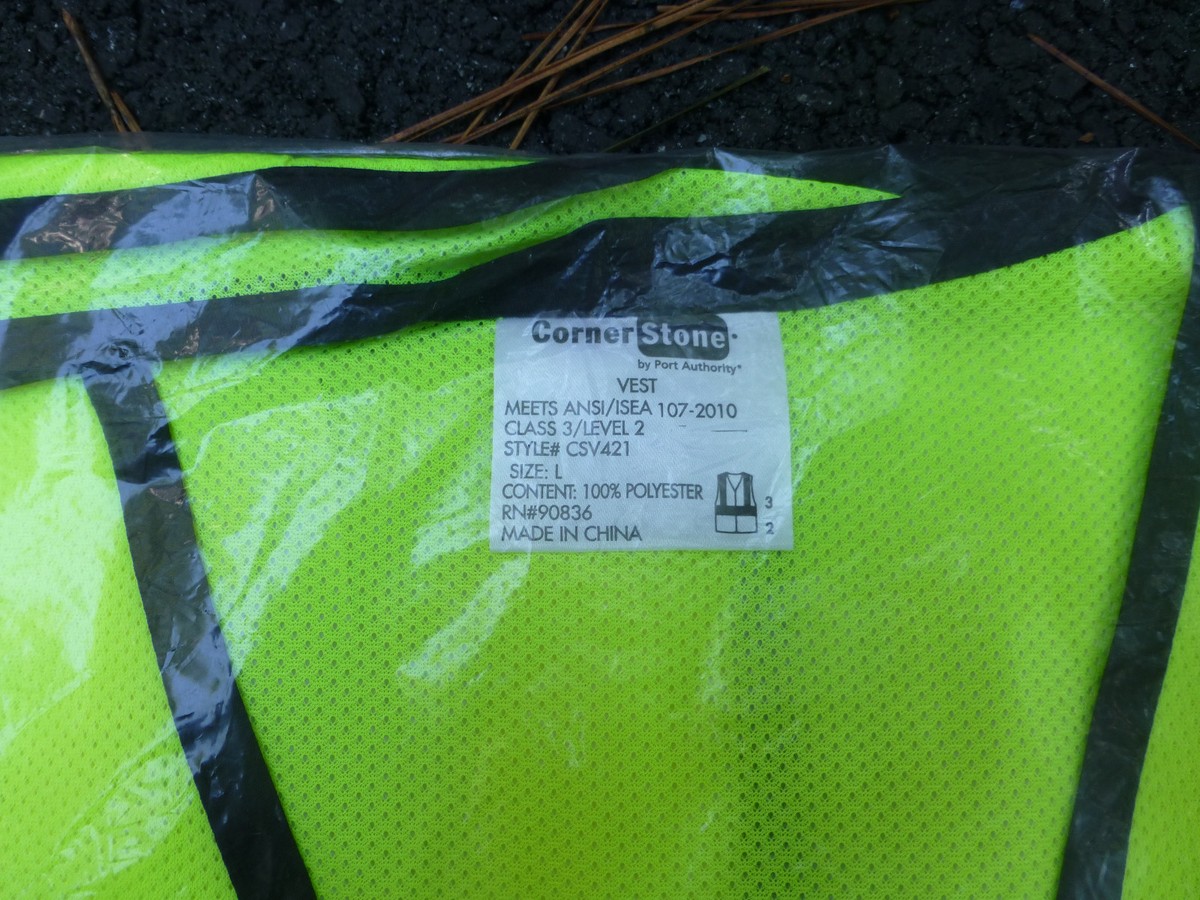 CornerStone®
by Port Authority®
VEST
MEETS ANSI/ISEA 107-2010
CLASS 3/LEVEL 2
STYLE# CSV421
SIZE: L
CONTENT: 100% POLYESTER
RN#90836
MADE IN CHINA
3
2